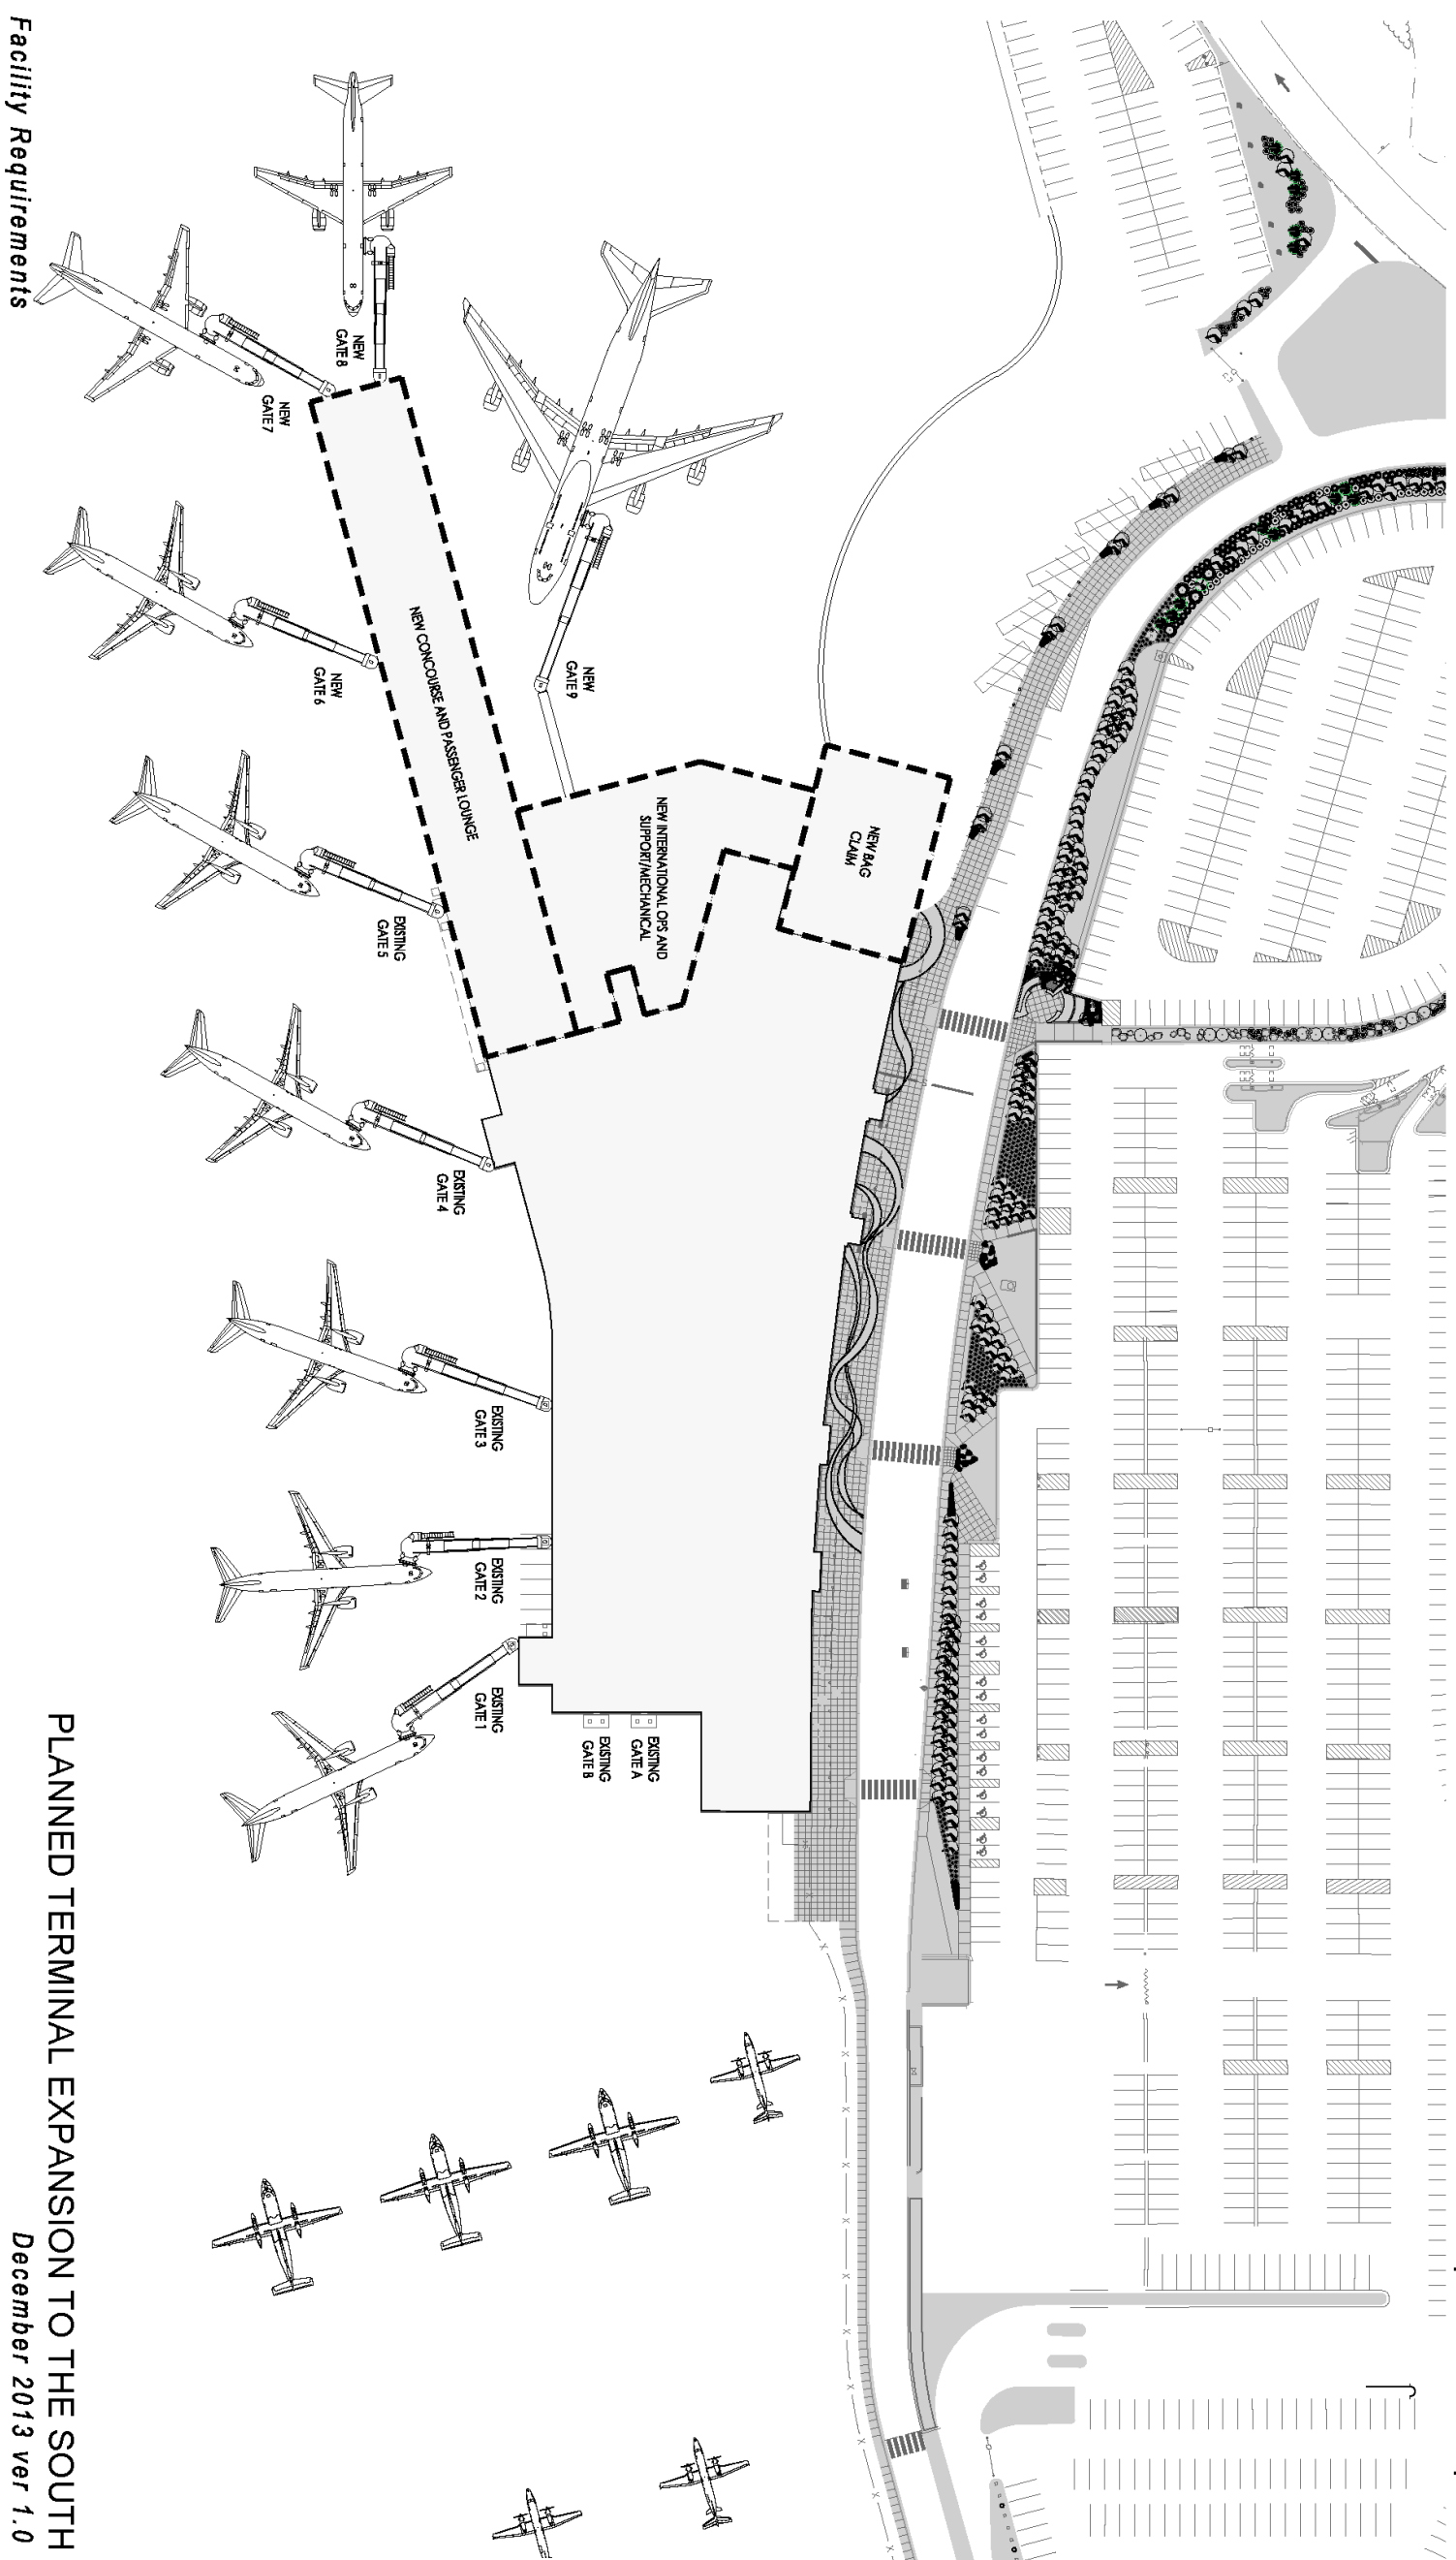 Facility Requirements
NEW
GATE 8
NEW
GATE 7
NEW
GATE 9
NEW
GATE 6
NEW CONCOURSE AND PASSENGER LOUNGE
NEW INTERNATIONAL OPS AND
SUPPORT/MECHANICAL
NEW BAG
CLAIM
EXISTING
GATE 5
EXISTING
GATE 4
EXISTING
GATE 3
EXISTING
GATE 2
EXISTING
GATE 1
EXISTING
GATE A
EXISTING
GATE B
PLANNED TERMINAL EXPANSION TO THE SOUTH
December 2013 ver 1.0